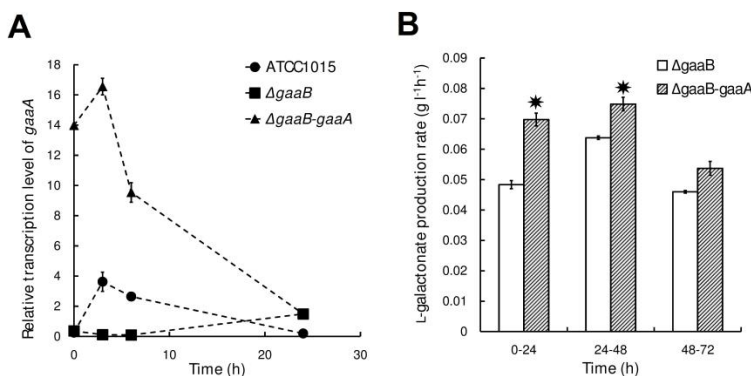 A
Relative transcription level of gaaA
18
16
14
12
10
8
6
4
2
0
0
10
20
30
Time (h)
ATCC1015
ΔgaaB
ΔgaaB-gaaA
B
L-galactonate production rate (g l⁻¹h⁻¹)
0.09
0.08
0.07
0.06
0.05
0.04
0.03
0.02
0.01
0
0-24
24-48
48-72
Time (h)
ΔgaaB
ΔgaaB-gaaA